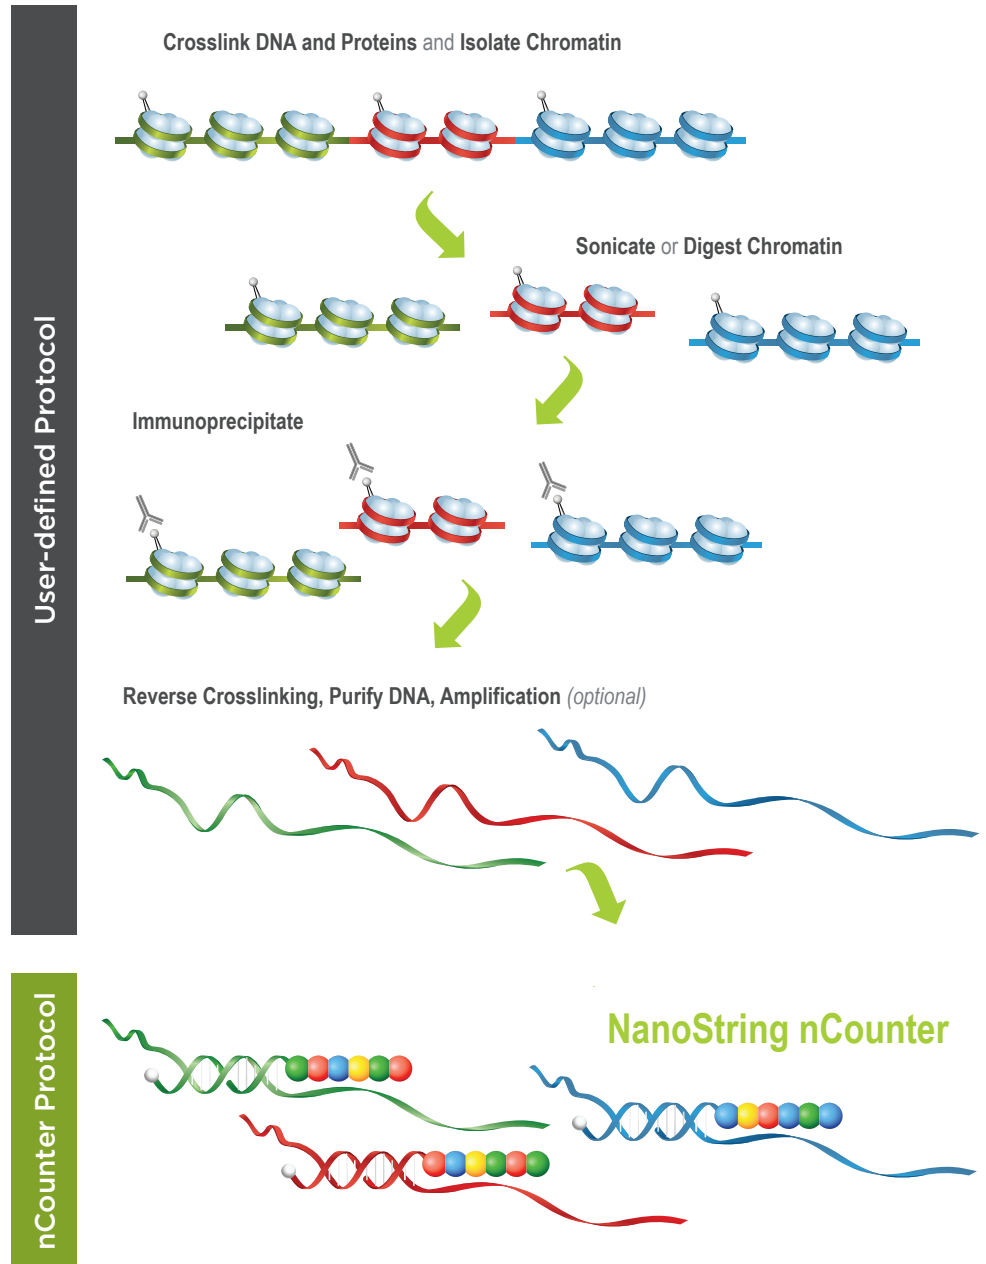 Crosslink DNA and Proteins and Isolate Chromatin
Sonicate or Digest Chromatin
Immunoprecipitate
Reverse Crosslinking, Purify DNA, Amplification (optional)
User-defined Protocol
NanoString nCounter
nCounter Protocol